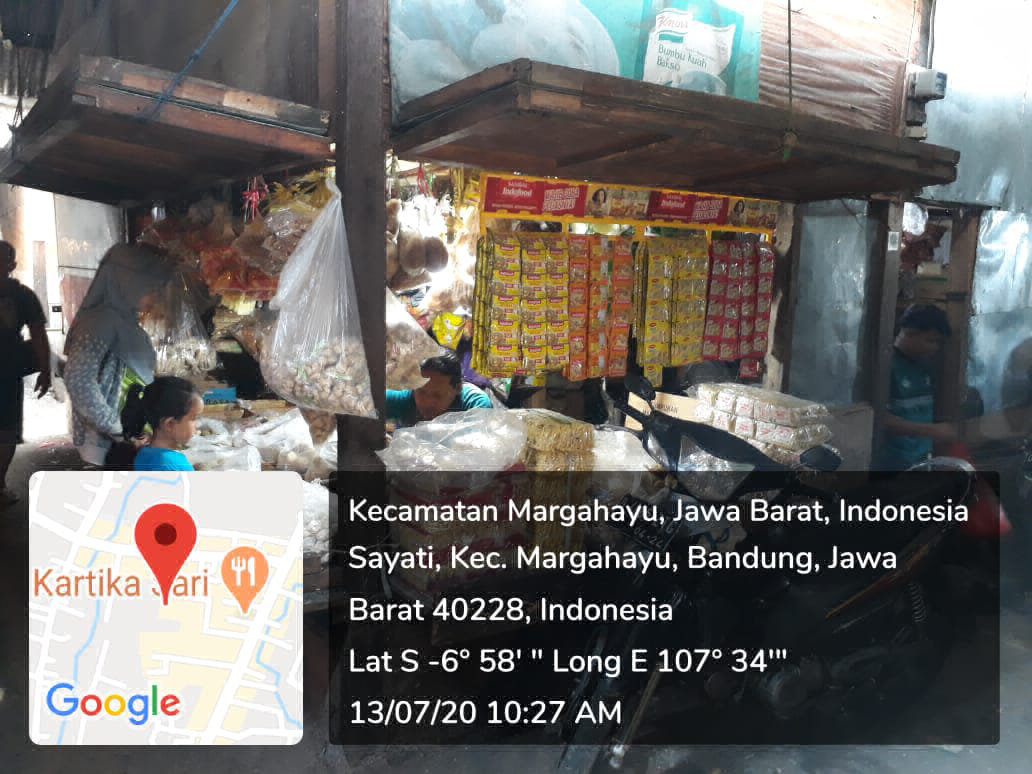 Knorr
Bumbu Kuah
Bakso
Indofood
Kartika Sari
Google
Kecamatan Margahayu, Jawa Barat, Indonesia
Sayati, Kec. Margahayu, Bandung, Jawa
Barat 40228, Indonesia
Lat S -6° 58' " Long E 107° 34'"
13/07/20 10:27 AM